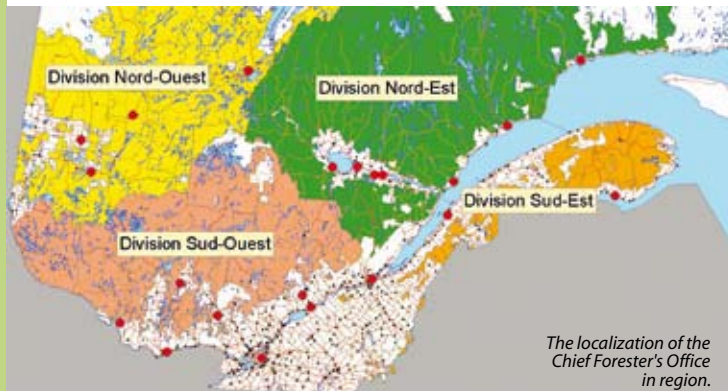 Division Nord-Ouest
Division Nord-Est
Division Sud-Est
Division Sud-Ouest
The localization of the
Chief Forester's Office
in region.